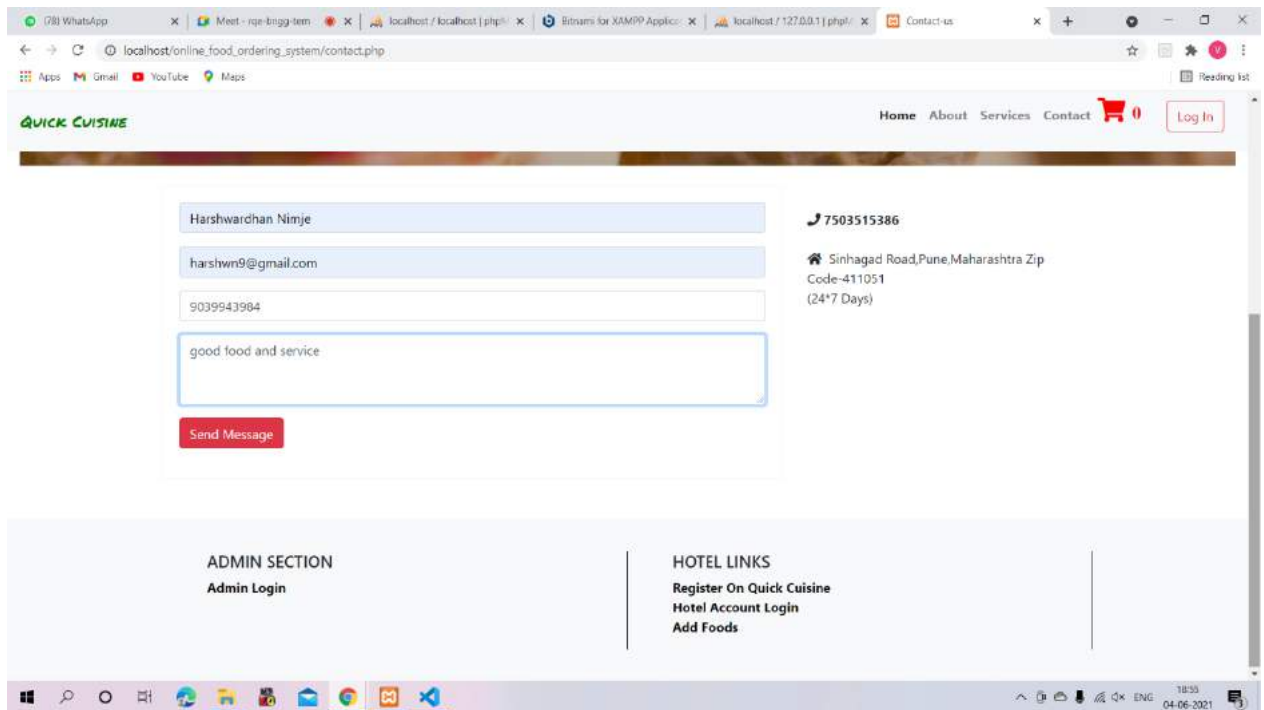 (78) WhatsApp
Meet - rqe-bngg-tem
localhost / localhost | php
Bitnami for XAMPP Applic
localhost / 127.0.0.1 | php
Contact-us
localhost/online_food_ordering_system/contact.php
Apps Gmail YouTube Maps
Reading list
QUICK CUISINE
Home About Services Contact 0 Log In
Harshwardhan Nimje
harshwn9@gmail.com
9039943984
good food and service
Send Message
7503515386
Sinhagad Road,Pune,Maharashtra Zip
Code-411051
(24*7 Days)
ADMIN SECTION
Admin Login
HOTEL LINKS
Register On Quick Cuisine
Hotel Account Login
Add Foods
ENG
18:55
04-06-2021